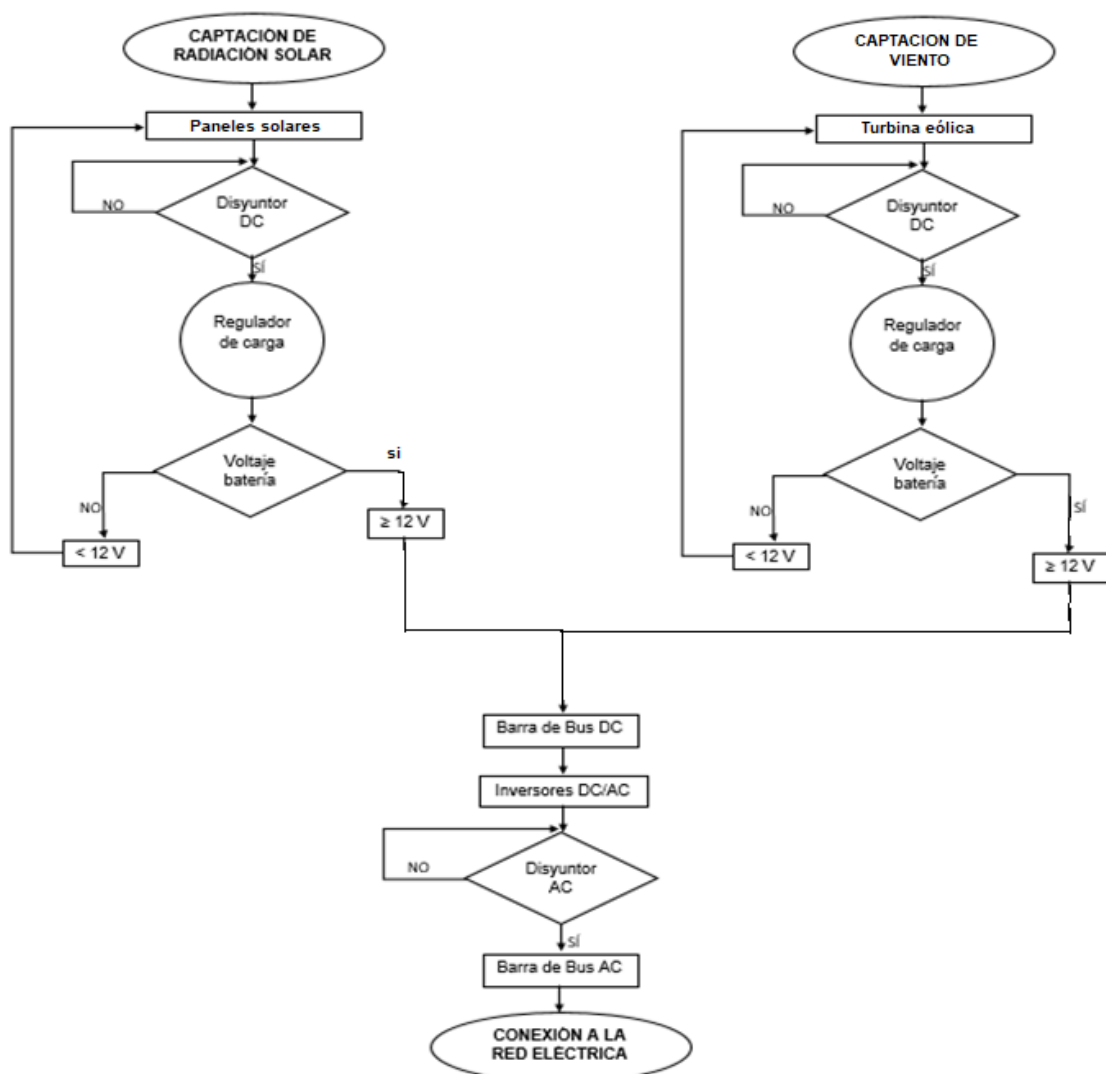 CAPTACIÓN DE
RADIACIÓN SOLAR
Paneles solares
NO
Disyuntor
DC
SÍ
Regulador
de carga
Voltaje
batería
si
NO
≥ 12 V
< 12 V
CAPTACION DE
VIENTO
Turbina eólica
NO
Disyuntor
DC
SÍ
Regulador
de carga
Voltaje
batería
NO
SÍ
< 12 V
≥ 12 V
Barra de Bus DC
Inversores DC/AC
NO
Disyuntor
AC
SÍ
Barra de Bus AC
CONEXIÓN A LA
RED ELÉCTRICA